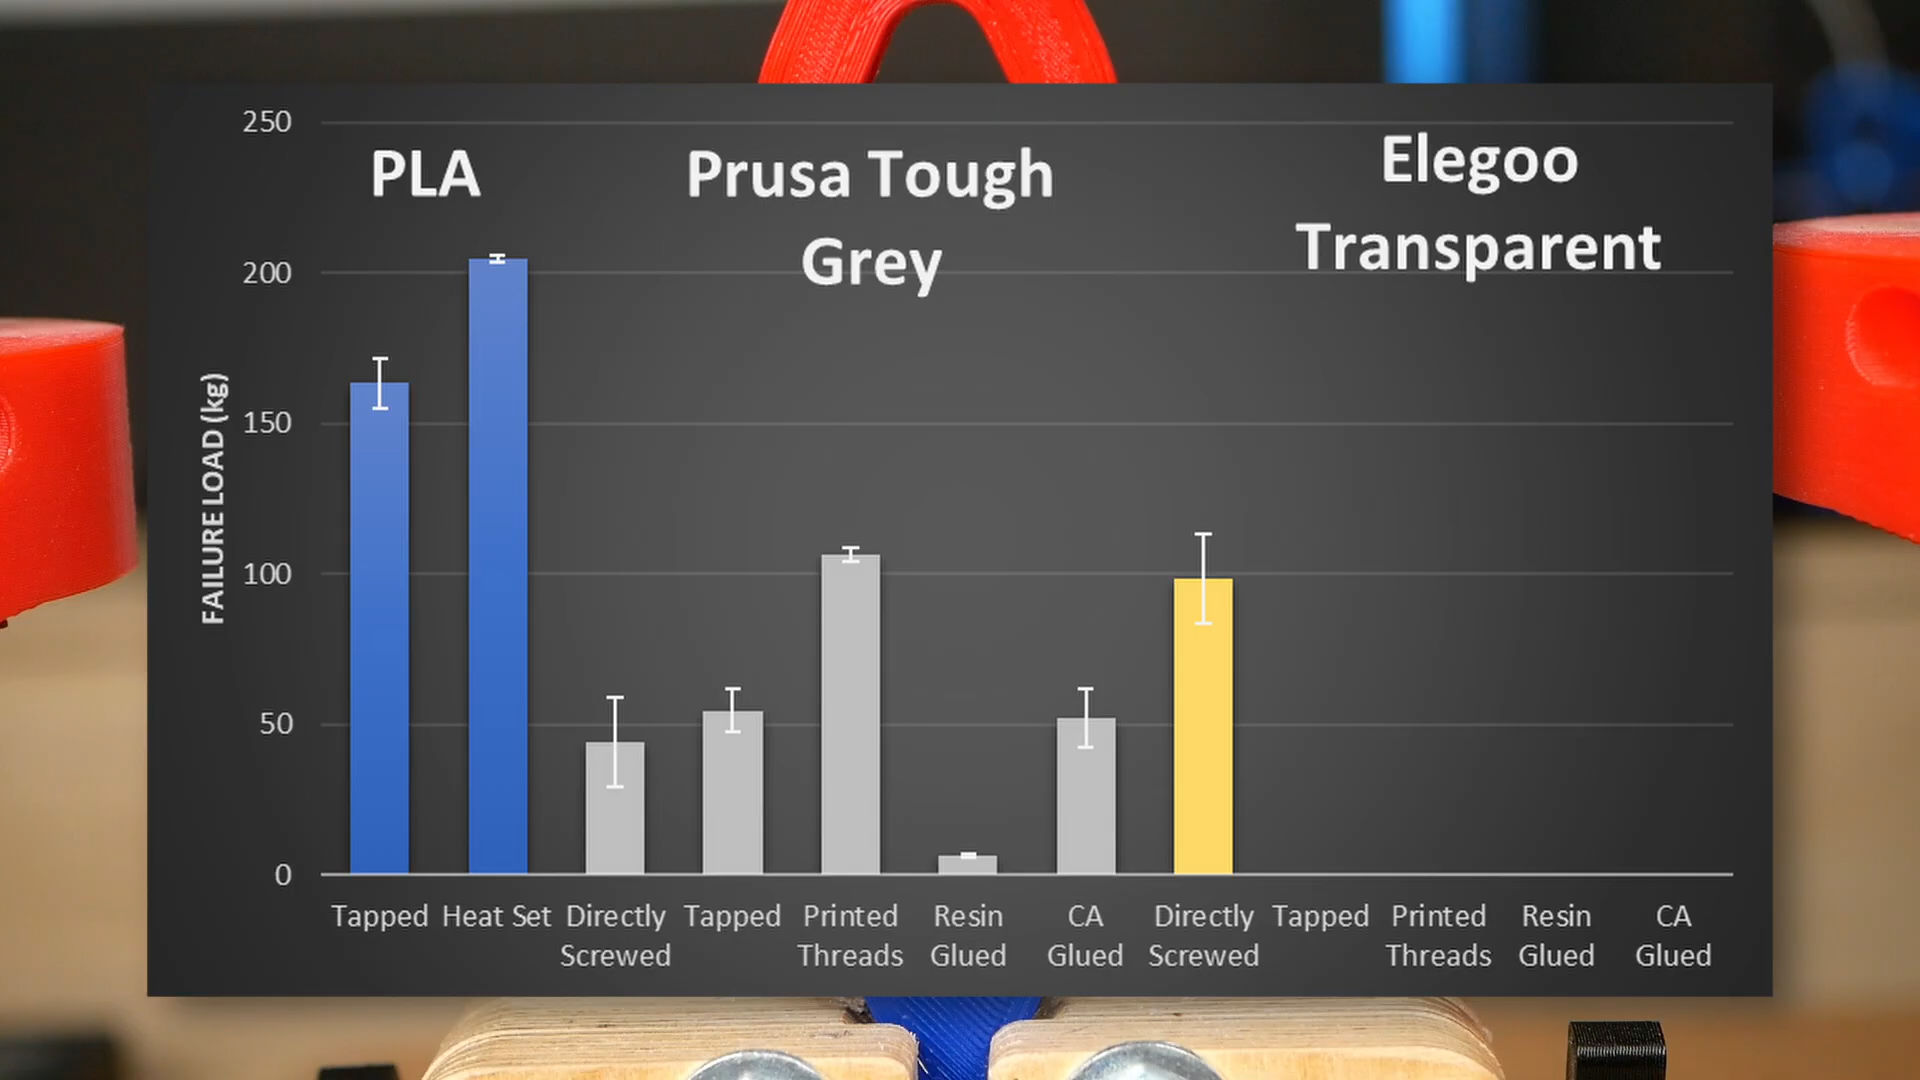 250
200
150
100
50
0
FAILURE LOAD (kg)
PLA
Prusa Tough
Grey
Elegoo
Transparent
Tapped
Heat Set
Directly
Screwed
Tapped
Printed
Threads
Resin
Glued
CA
Glued
Directly
Screwed
Tapped
Printed
Threads
Resin
Glued
CA
Glued